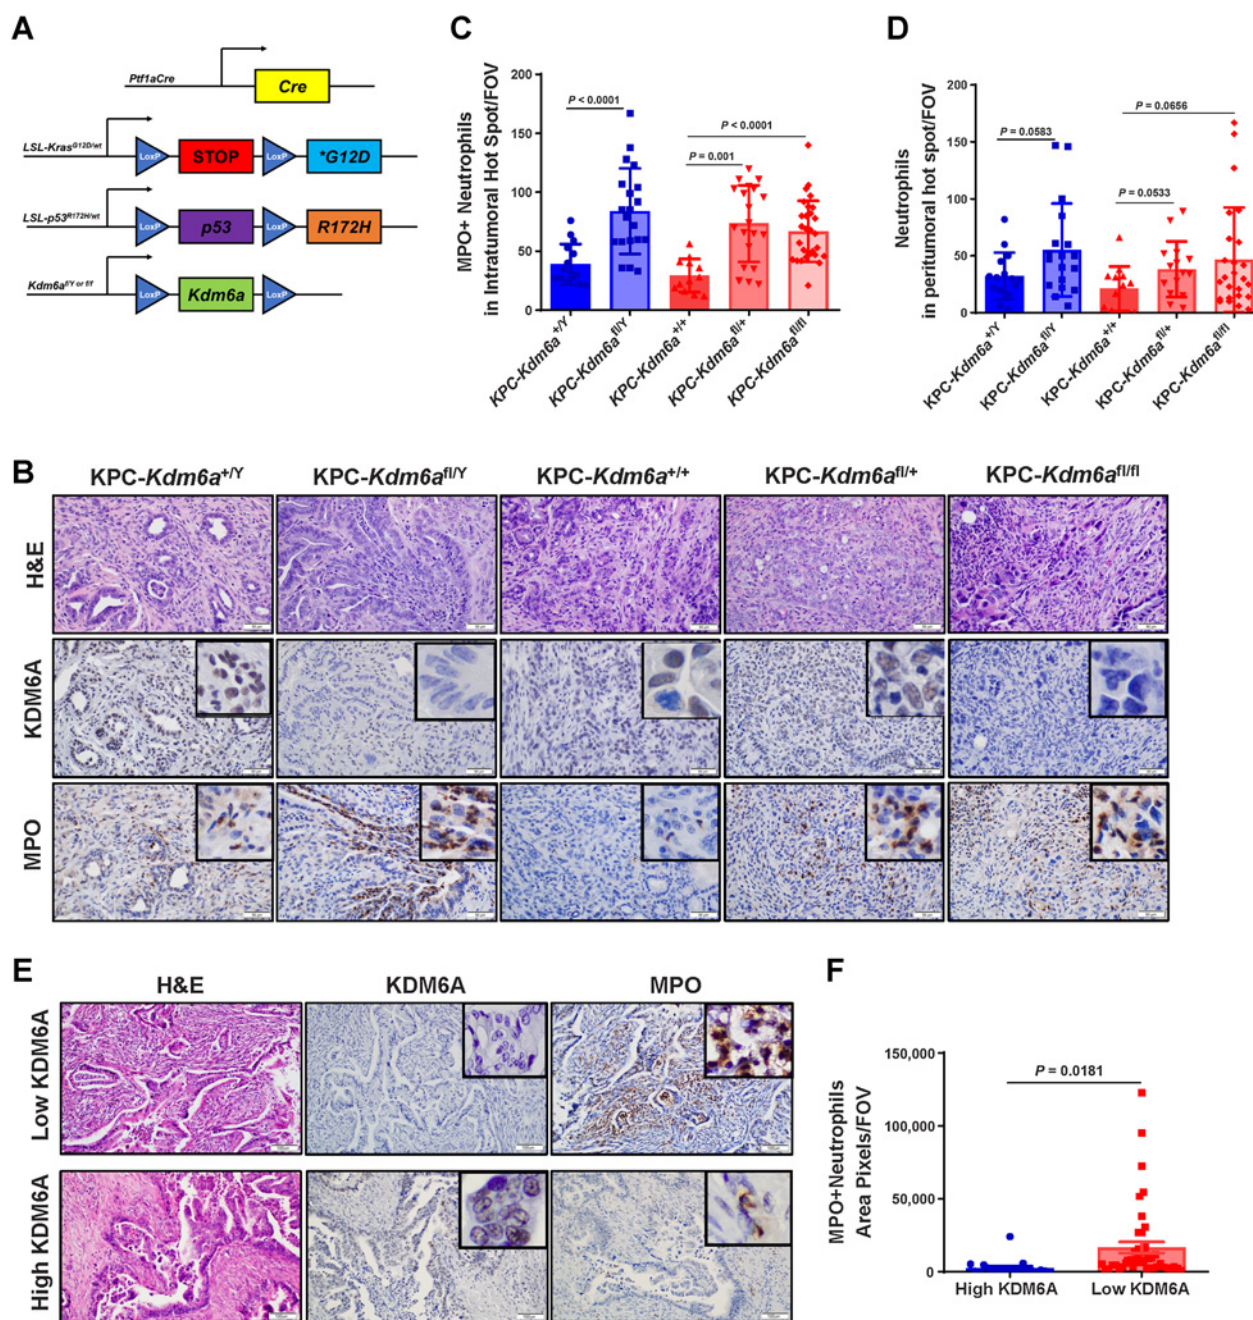 A
Ptf1aCre
Cre
LSL-KrasG12D/wt
LoxP
STOP
LoxP
*G12D
LSL-p53R172H/wt
LoxP
p53
LoxP
R172H
Kdm6afl/Y or f/f
LoxP
Kdm6a
LoxP
C
MPO+ Neutrophils
in Intratumoral Hot Spot/FOV
200
150
100
50
0
P < 0.0001
P < 0.0001
P = 0.001
KPC-Kdm6a+/Y
KPC-Kdm6afl/Y
KPC-Kdm6a+/+
KPC-Kdm6afl/+
KPC-Kdm6afl/fl
D
Neutrophils
in peritumoral hot spot/FOV
200
150
100
50
0
P = 0.0656
P = 0.0583
P = 0.0533
KPC-Kdm6a+/Y
KPC-Kdm6afl/Y
KPC-Kdm6a+/+
KPC-Kdm6afl/+
KPC-Kdm6afl/fl
B
KPC-Kdm6a+/Y
KPC-Kdm6afl/Y
KPC-Kdm6a+/+
KPC-Kdm6afl/+
KPC-Kdm6afl/fl
H&E
KDM6A
MPO
E
H&E
KDM6A
MPO
Low KDM6A
High KDM6A
F
MPO+Neutrophils
Area Pixels/FOV
150,000
100,000
50,000
0
P = 0.0181
High KDM6A
Low KDM6A